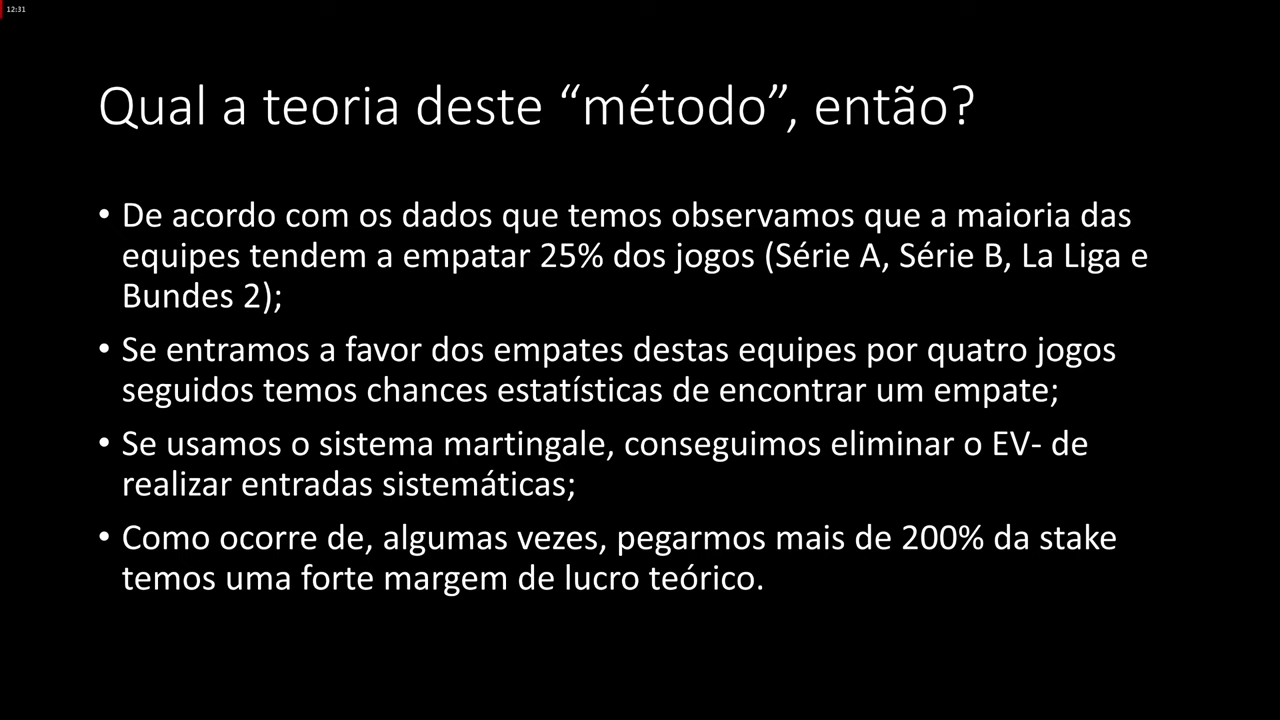 12:31
Qual a teoria deste “método”, então?
• De acordo com os dados que temos observamos que a maioria das
equipes tendem a empatar 25% dos jogos (Série A, Série B, La Liga e
Bundes 2);
• Se entramos a favor dos empates destas equipes por quatro jogos
seguidos temos chances estatísticas de encontrar um empate;
• Se usamos o sistema martingale, conseguimos eliminar o EV- de
realizar entradas sistemáticas;
• Como ocorre de, algumas vezes, pegarmos mais de 200% da stake
temos uma forte margem de lucro teórico.